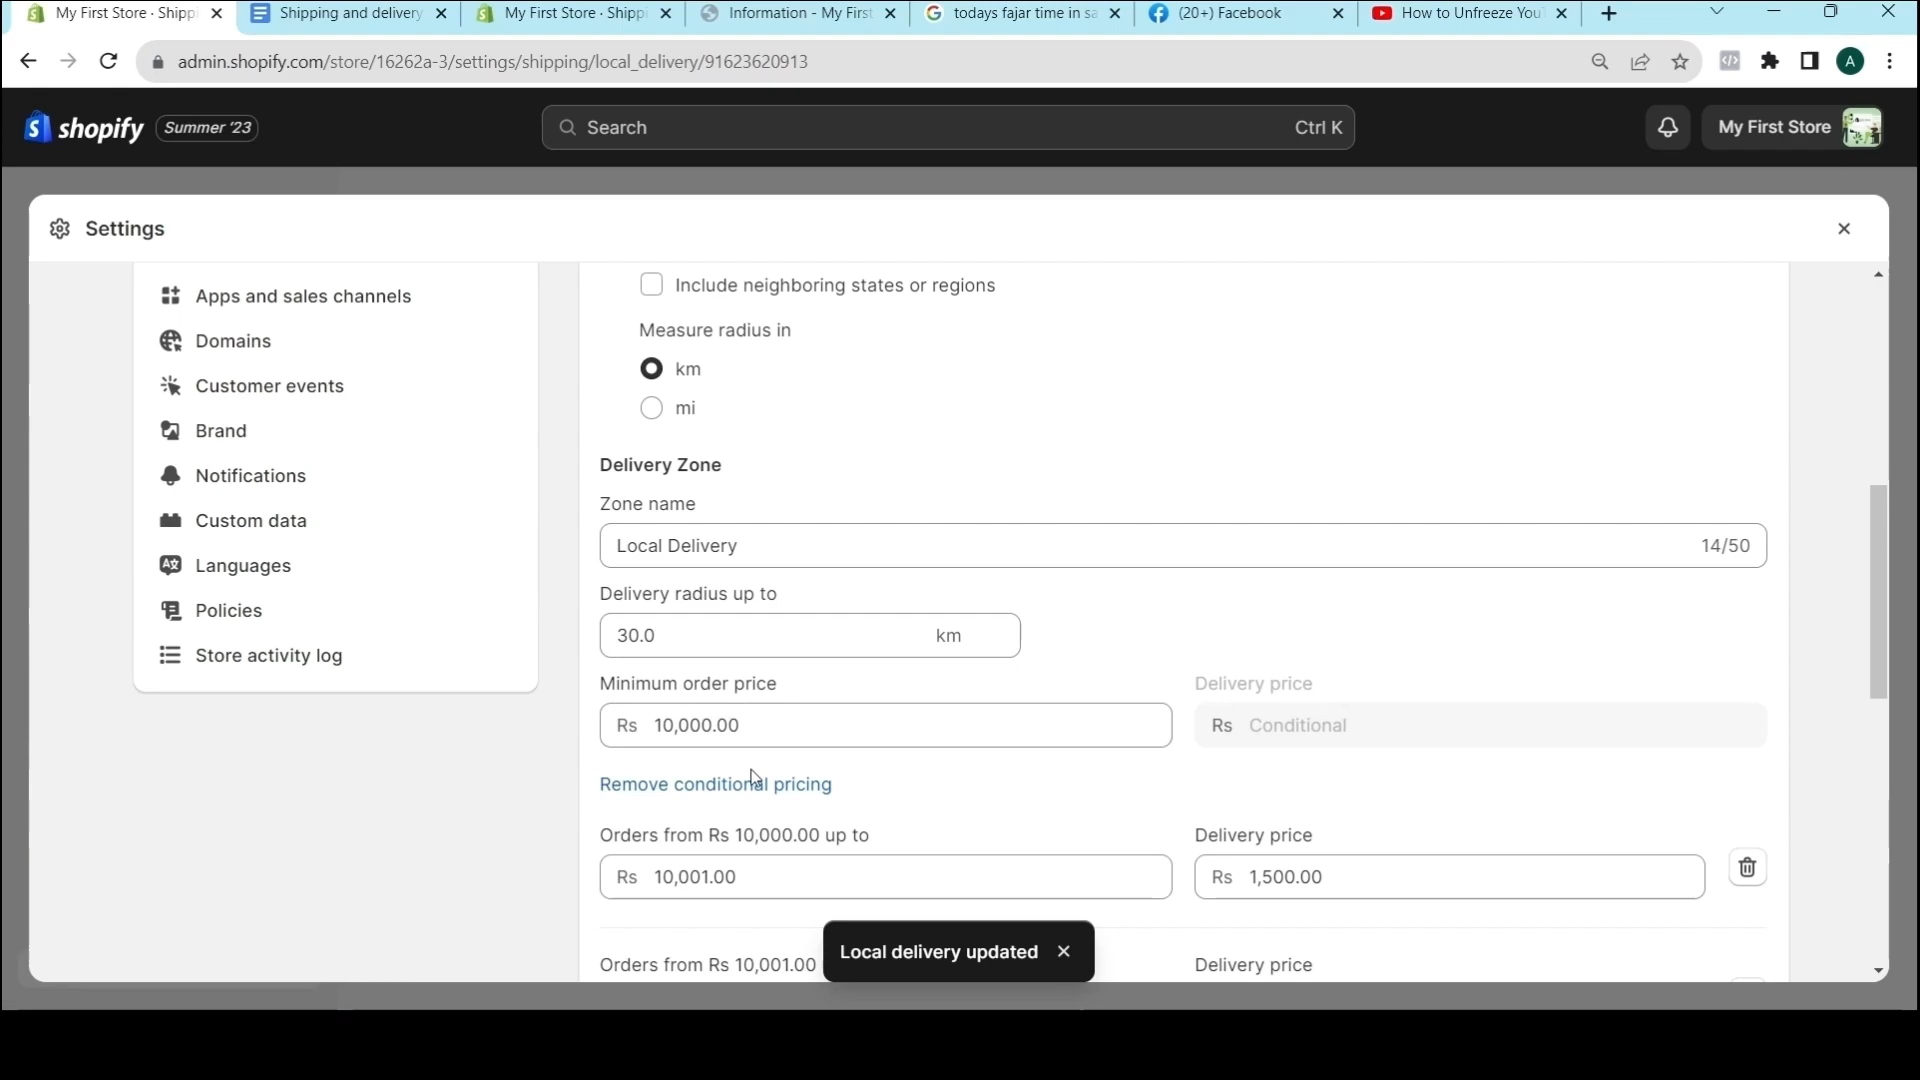 My First Store · Shippi
Shipping and delivery
My First Store · Shippi
Information - My First
todays fajar time in sa
(20+) Facebook
How to Unfreeze You
admin.shopify.com/store/16262a-3/settings/shipping/local_delivery/91623620913
A
shopify
Summer '23
Search
Ctrl K
My First Store
Settings
Apps and sales channels
Domains
Customer events
Brand
Notifications
Custom data
Languages
Policies
Store activity log
Include neighboring states or regions
Measure radius in
km
mi
Delivery Zone
Zone name
Local Delivery 14/50
Delivery radius up to
30.0 km
Minimum order price Delivery price
Rs 10,000.00 Rs Conditional
Remove conditional pricing
Orders from Rs 10,000.00 up to Delivery price
Rs 10,001.00 Rs 1,500.00
Orders from Rs 10,001.00 Delivery price
Local delivery updated